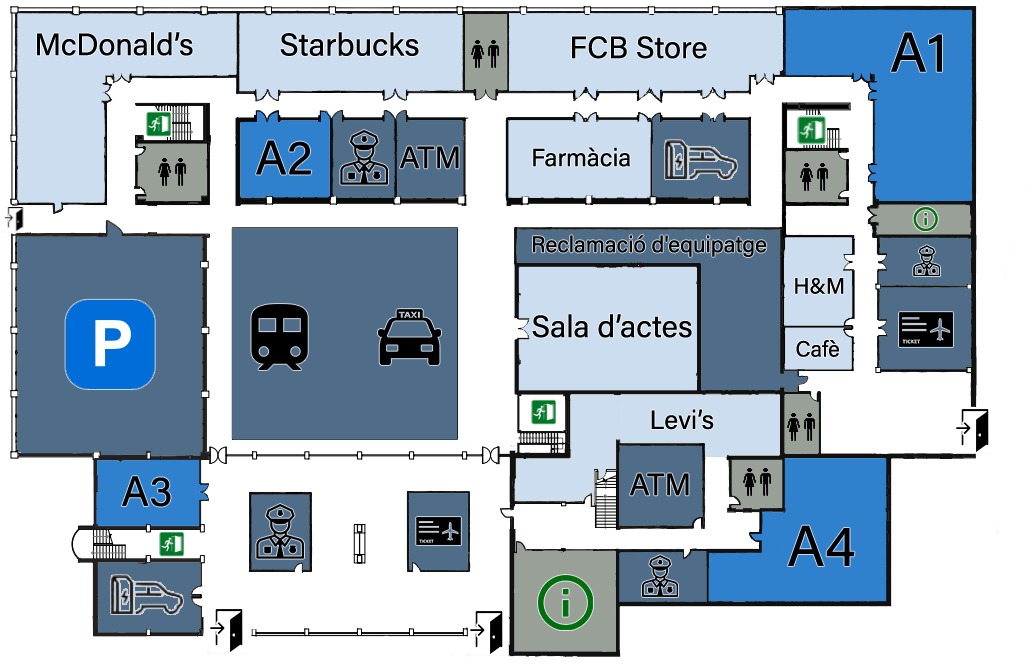 McDonald's
Starbucks
FCB Store
A1
A2
ATM
Farmàcia
i
Reclamació d'equipatge
P
TAXI
Sala d'actes
H&M
TICKET
Cafè
Levi's
A3
ATM
TICKET
A4
i